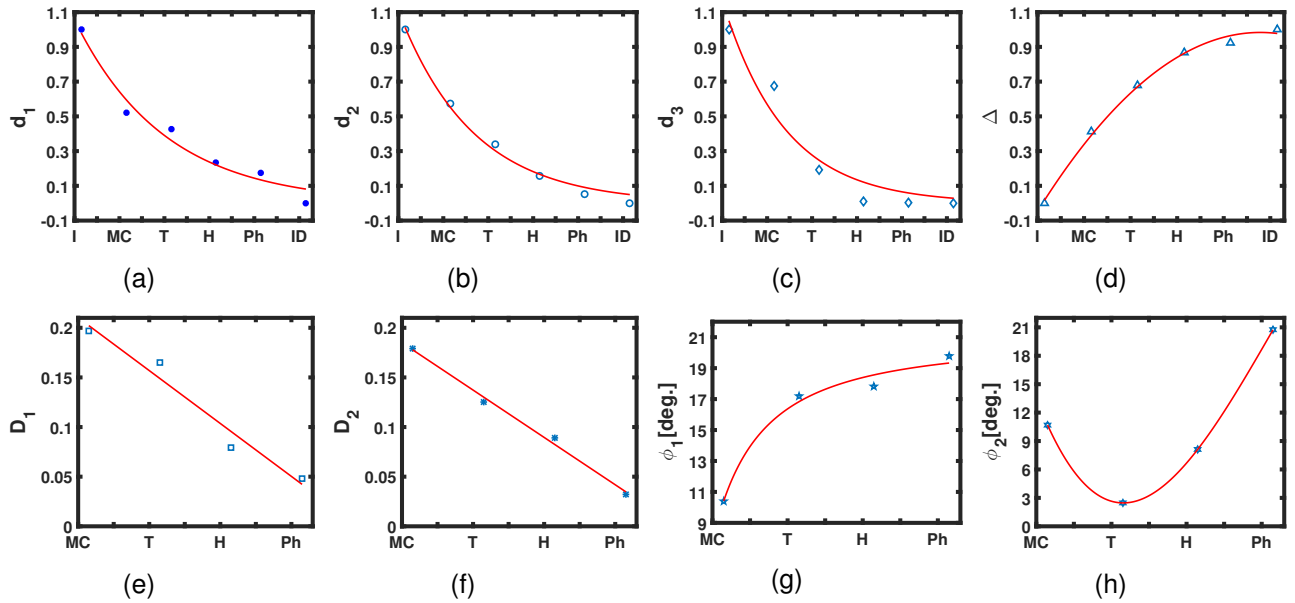 d1
1.1
0.9
0.7
0.5
0.3
0.1
-0.1
I MC T H Ph ID
(a)
d2
1.1
0.9
0.7
0.5
0.3
0.1
-0.1
I MC T H Ph ID
(b)
d3
1.1
0.9
0.7
0.5
0.3
0.1
-0.1
I MC T H Ph ID
(c)
Δ
1.1
0.9
0.7
0.5
0.3
0.1
-0.1
I MC T H Ph ID
(d)
D1
0.2
0.15
0.1
0.05
0
MC T H Ph
(e)
D2
0.2
0.15
0.1
0.05
0
MC T H Ph
(f)
ϕ1[deg.]
21
19
17
15
13
11
9
MC T H Ph
(g)
ϕ2[deg.]
21
18
15
12
9
6
3
0
MC T H Ph
(h)